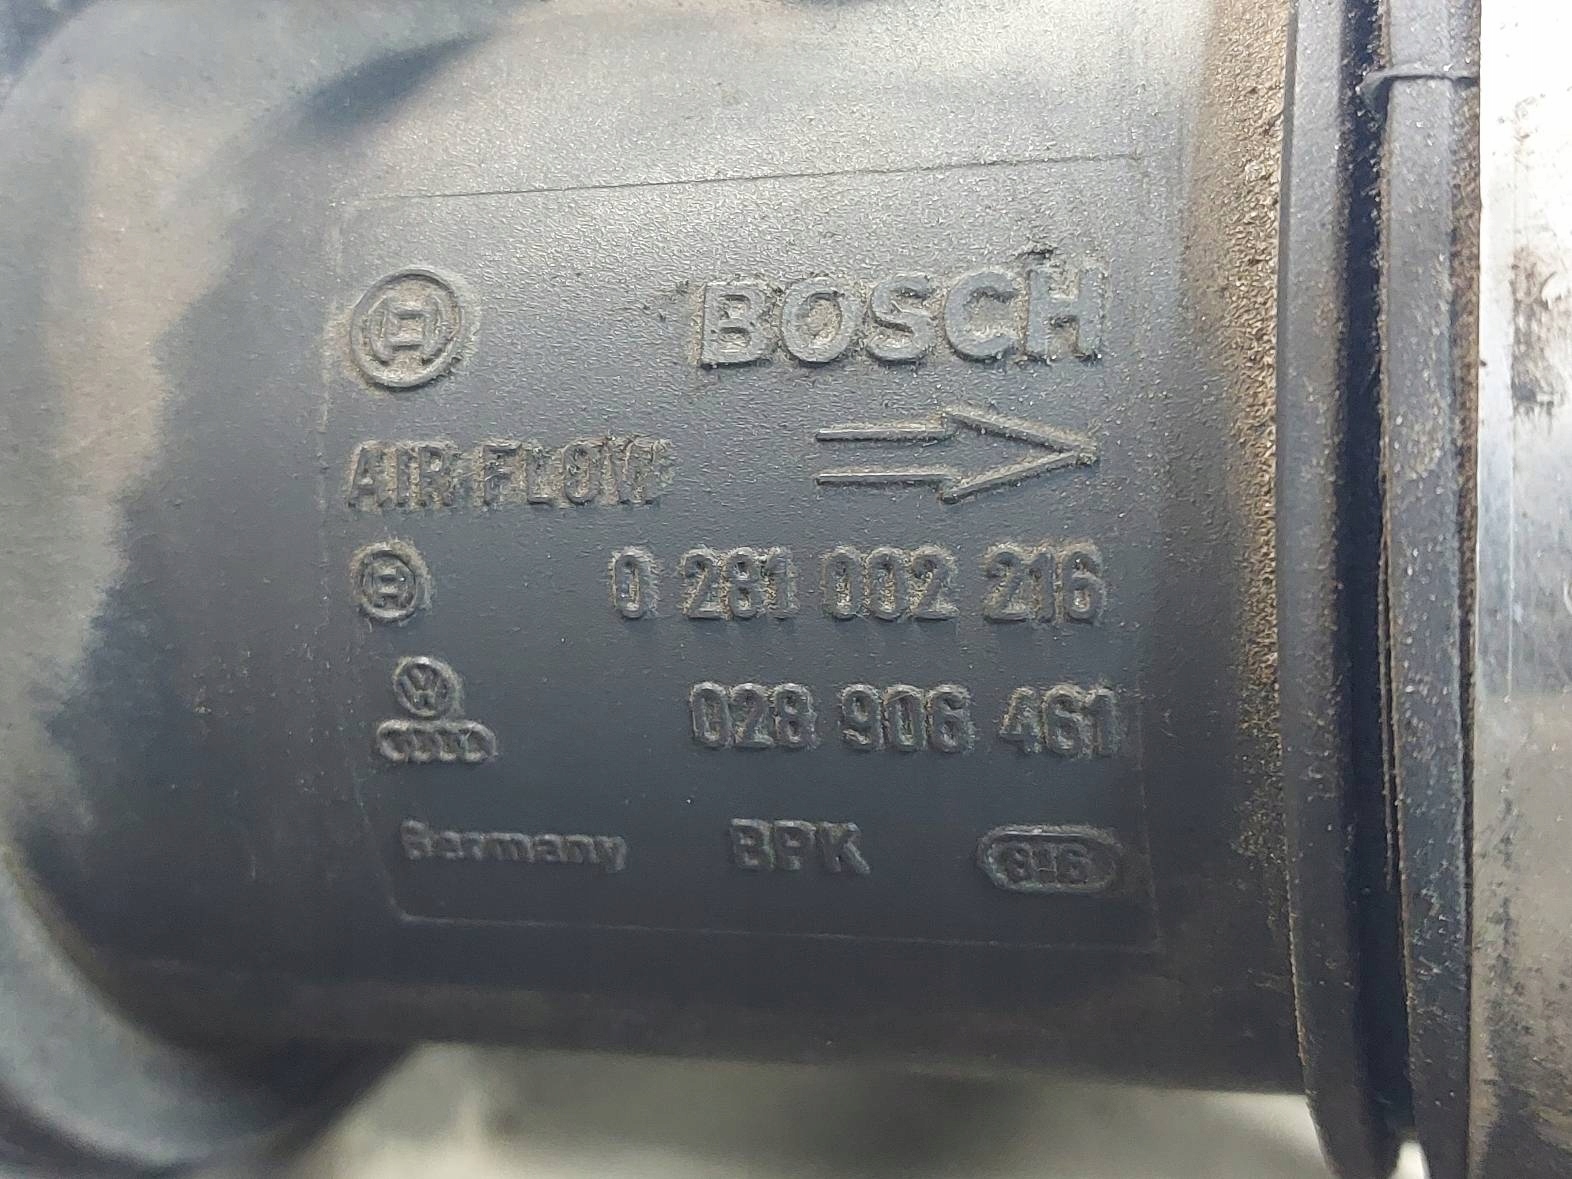 BOSCH
AIR FLOW
0 281 002 216
028 906 461
Germany BPK